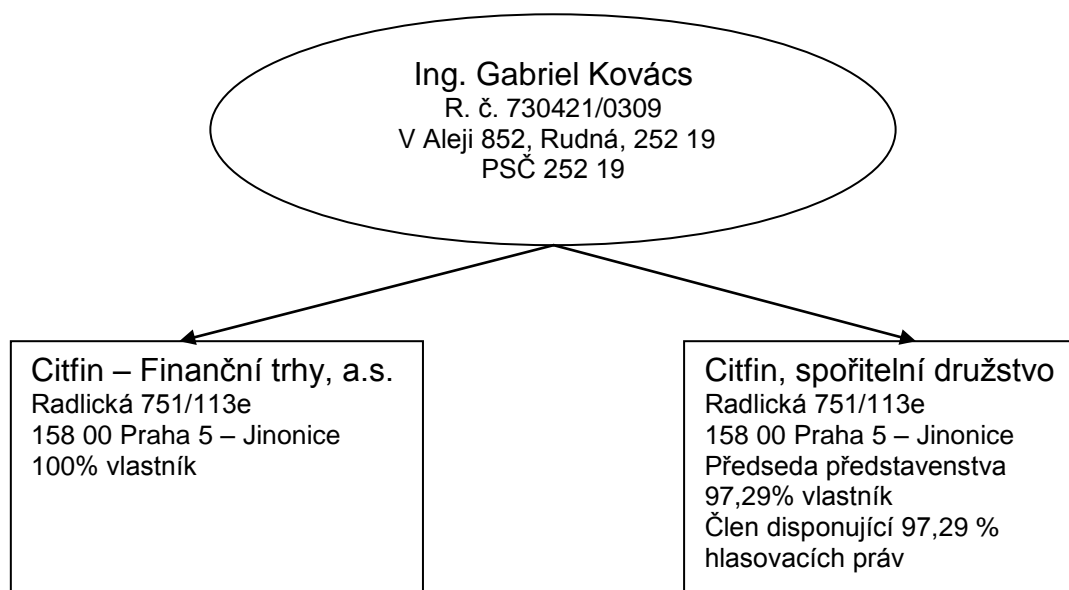 Ing. Gabriel Kovács
R. č. 730421/0309
V Aleji 852, Rudná, 252 19
PSČ 252 19
Citfin – Finanční trhy, a.s.
Radlická 751/113e
158 00 Praha 5 – Jinonice
100% vlastník
Citfin, spořitelní družstvo
Radlická 751/113e
158 00 Praha 5 – Jinonice
Předseda představenstva
97,29% vlastník
Člen disponující 97,29 %
hlasovacích práv